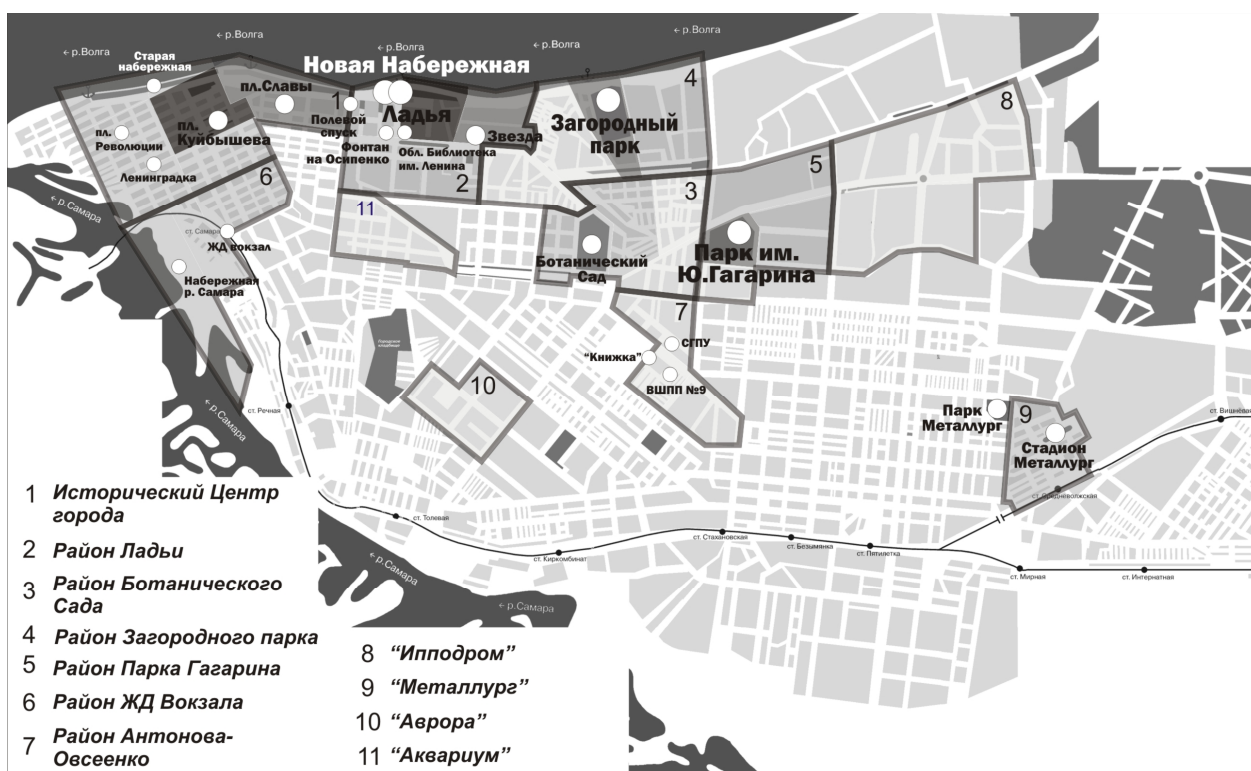 ← р.Волга
← р.Волга
← р.Волга
← р.Волга
← р.Волга
Старая
набережная
Новая Набережная
4
пл.Славы
8
1
Ладья
Полевой
спуск
пл.
Куйбышева
Загородный
парк
пл.
Революции
Звезда
Фонтан
на Осипенко
Обл. Библиотека
им. Ленина
5
Ленинградка
6
2
3
11
← р.Самара
ст. Самара
ЖД вокзал
Парк им.
Ю.Гагарина
Ботанический
Сад
Набережная
р. Самара
7
СГПУ
"Книжка"
ВШПП №9
10
← р.Самара
ст. Речная
Парк
Металлург
9
ст. Вишнёвая
Стадион
Металлург
ст. Средневолжская
ст. Толевая
ст. Стахановская
ст. Безымянка
ст. Пятилетка
ст. Киркомбинат
← р.Самара
ст. Мирная
ст. Интернатная
← р.Самара
1 Исторический Центр
города
2 Район Ладьи
3 Район Ботанического
Сада
4 Район Загородного парка
5 Район Парка Гагарина
6 Район ЖД Вокзала
7 Район Антонова-
Овсеенко
8 “Ипподром”
9 “Металлург”
10 “Аврора”
11 “Аквариум”